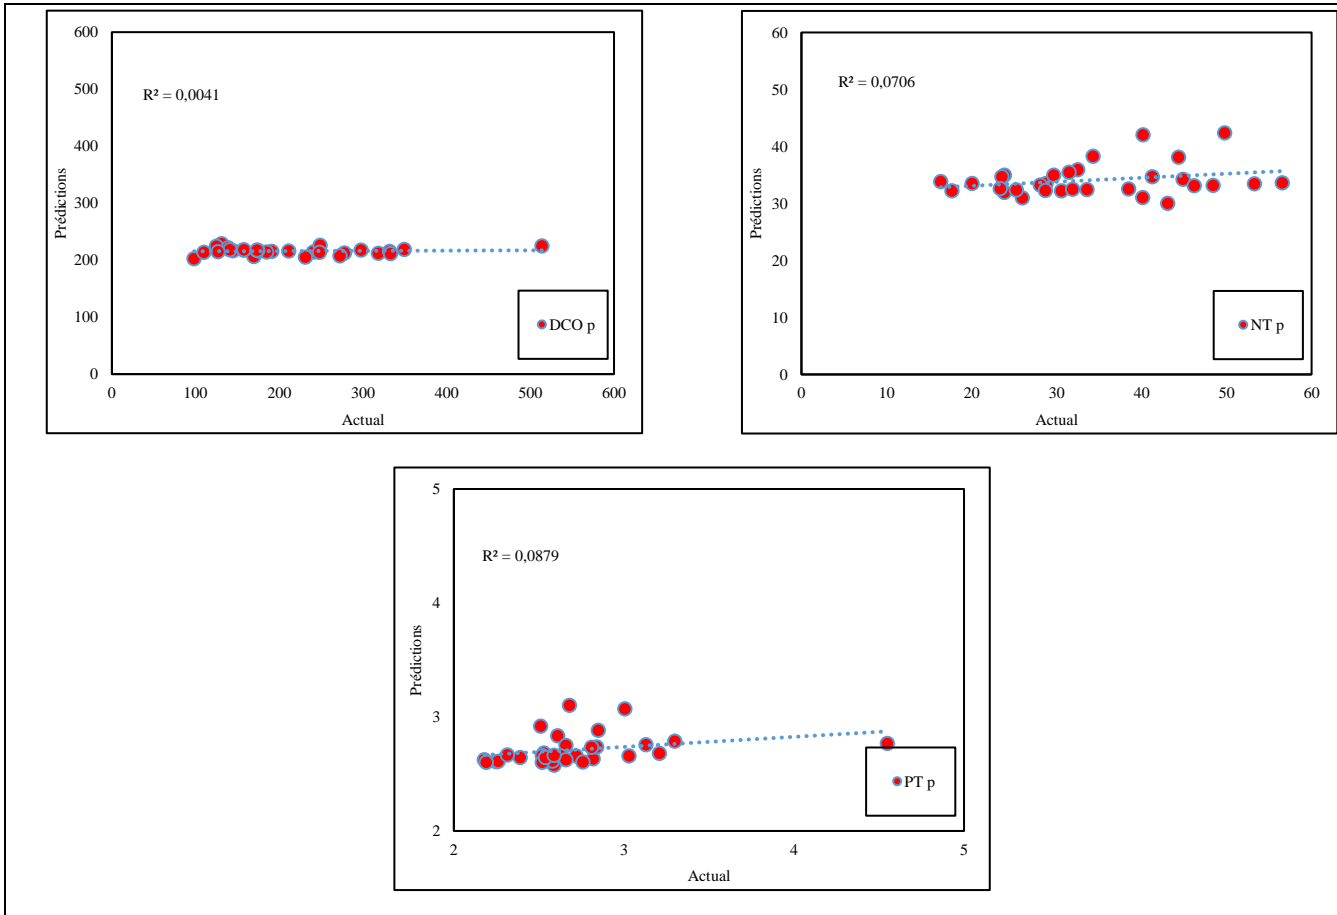 600
500
400
300
200
100
0
R² = 0,0041
Prédictions
DCO p
0 100 200 300 400 500 600
Actual
60
50
40
30
20
10
0
R² = 0,0706
Prédictions
NT p
0 10 20 30 40 50 60
Actual
5
4
3
2
R² = 0,0879
Prédictions
PT p
2 3 4 5
Actual